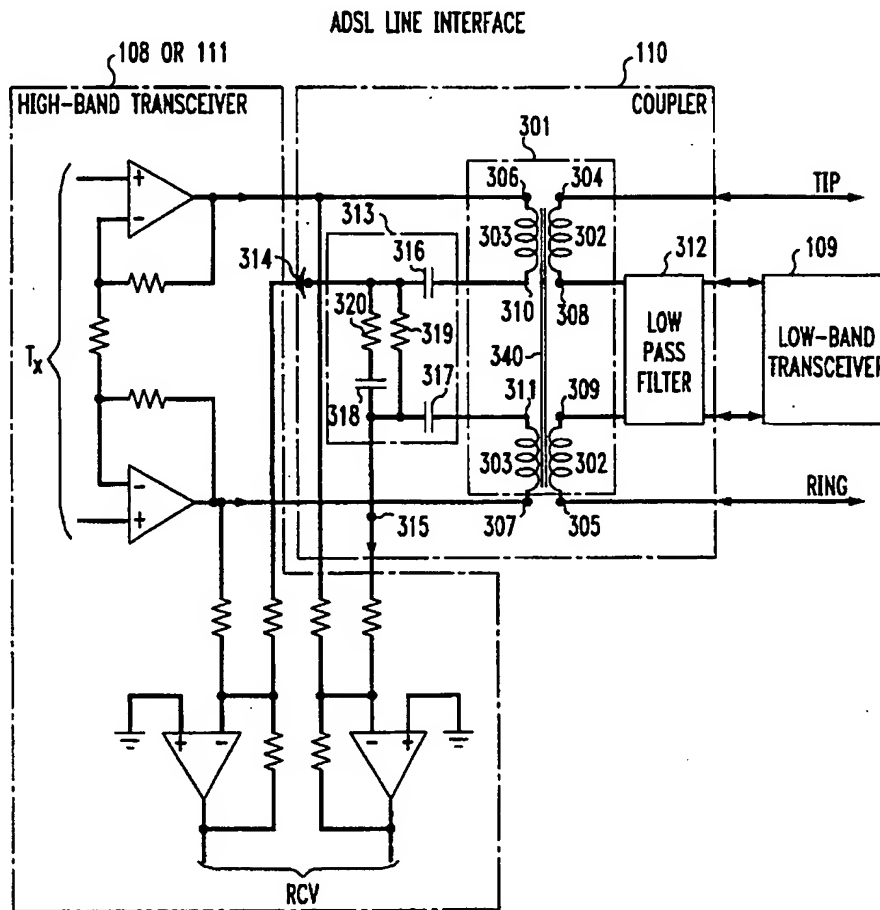 ADSL LINE INTERFACE
108 OR 111
110
HIGH-BAND TRANSCEIVER
COUPLER
301
306
304
TIP
+
-
313
303
302
312
109
314
316
310
308
320
319
LOW
PASS
FILTER
LOW-BAND
TRANSCEIVER
340
Tx
311
309
318
317
303
302
-
+
RING
307
305
315
+
-
-
+
RCV